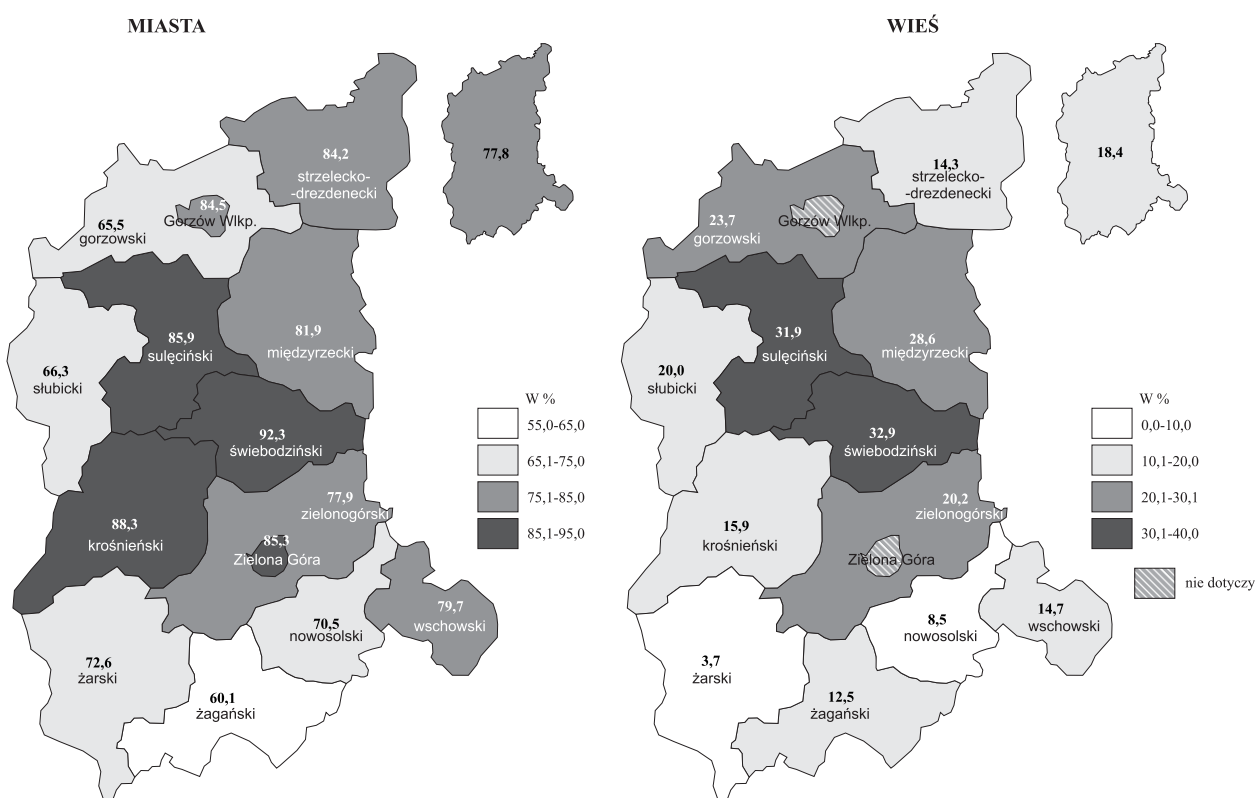 MIASTA
84,2
strzelecko-
-drezdenecki
77,8
84,5
Gorzów Wlkp.
65,5
gorzowski
85,9
sulęciński
81,9
międzyrzecki
66,3
słubicki
92,3
świebodziński
77,9
zielonogórski
88,3
krośnieński
85,3
Zielona Góra
70,5
nowosolski
79,7
wschowski
72,6
żarski
60,1
żagański
W %
55,0-65,0
65,1-75,0
75,1-85,0
85,1-95,0
WIEŚ
14,3
strzelecko-
-drezdenecki
18,4
Gorzów Wlkp.
23,7
gorzowski
31,9
sulęciński
28,6
międzyrzecki
20,0
słubicki
32,9
świebodziński
20,2
zielonogórski
15,9
krośnieński
Zielona Góra
8,5
nowosolski
14,7
wschowski
3,7
żarski
12,5
żagański
W %
0,0-10,0
10,1-20,0
20,1-30,1
30,1-40,0
nie dotyczy